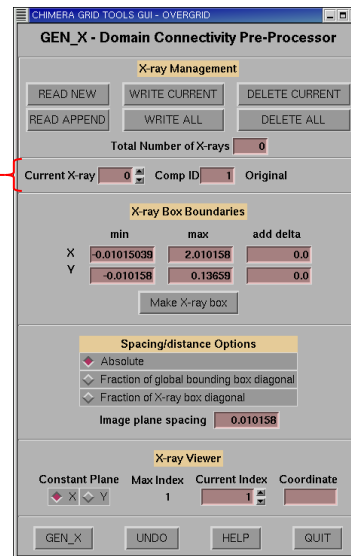 CHIMERA GRID TOOLS GUI - OVERGRID
GEN_X - Domain Connectivity Pre-Processor
X-ray Management
READ NEW WRITE CURRENT DELETE CURRENT
READ APPEND WRITE ALL DELETE ALL
Total Number of X-rays 0
Current X-ray 0 Comp ID 1 Original
X-ray Box Boundaries
min max add delta
X -0.01015039 2.010158 0.0
Y -0.010158 0.13659 0.0
Make X-ray box
Spacing/distance Options
Absolute
Fraction of global bounding box diagonal
Fraction of X-ray box diagonal
Image plane spacing 0.010158
X-ray Viewer
Constant Plane Max Index Current Index Coordinate
X Y 1 1
GEN_X UNDO HELP QUIT